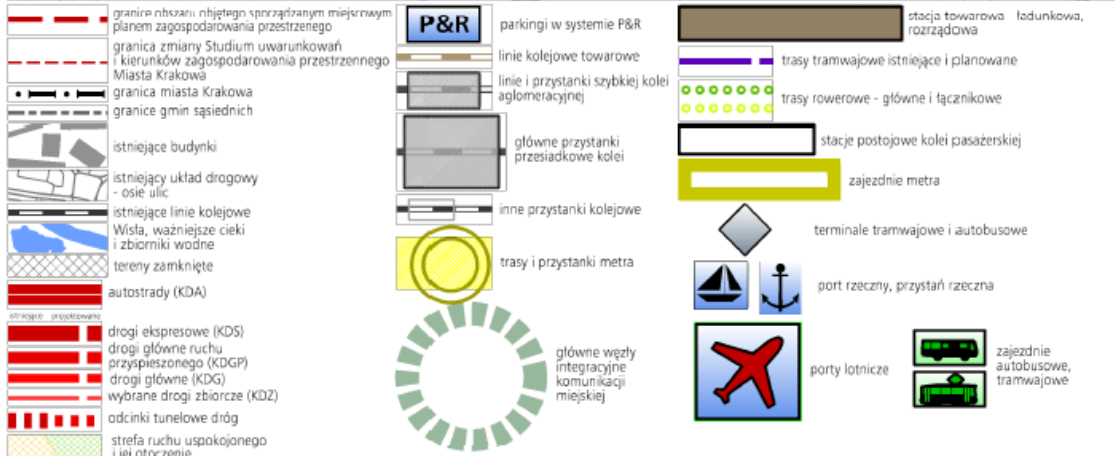 granice obszaru objętego sporządzanym miejscowym
planem zagospodarowania przestrzenego
granica zmiany Studium uwarunkowań
i kierunków zagospodarowania przestrzennego
Miasta Krakowa
granica miasta Krakowa
granice gmin sąsiednich
istniejące budynki
istniejący układ drogowy
- osie ulic
istniejące linie kolejowe
Wisła, ważniejsze cieki
i zbiorniki wodne
tereny zamknięte
autostrady (KDA)
istniejące projektowane
drogi ekspresowe (KDS)
drogi główne ruchu
przyspieszonego (KDGP)
drogi główne (KDG)
wybrane drogi zbiorcze (KDZ)
odcinki tunelowe dróg
strefa ruchu uspokojonego
i jej otoczenie
P&R
parkingi w systemie P&R
linie kolejowe towarowe
linie i przystanki szybkiej kolei
aglomeracyjnej
główne przystanki
przesiadkowe kolei
inne przystanki kolejowe
trasy i przystanki metra
główne węzły
integracyjne
komunikacji
miejskiej
stacja towarowa ładunkowa,
rozrządowa
trasy tramwajowe istniejące i planowane
trasy rowerowe - główne i łącznikowe
stacje postojowe kolei pasażerskiej
zajezdnie metra
terminale tramwajowe i autobusowe
port rzeczny, przystań rzeczna
porty lotnicze
zajezdnie
autobusowe,
tramwajowe